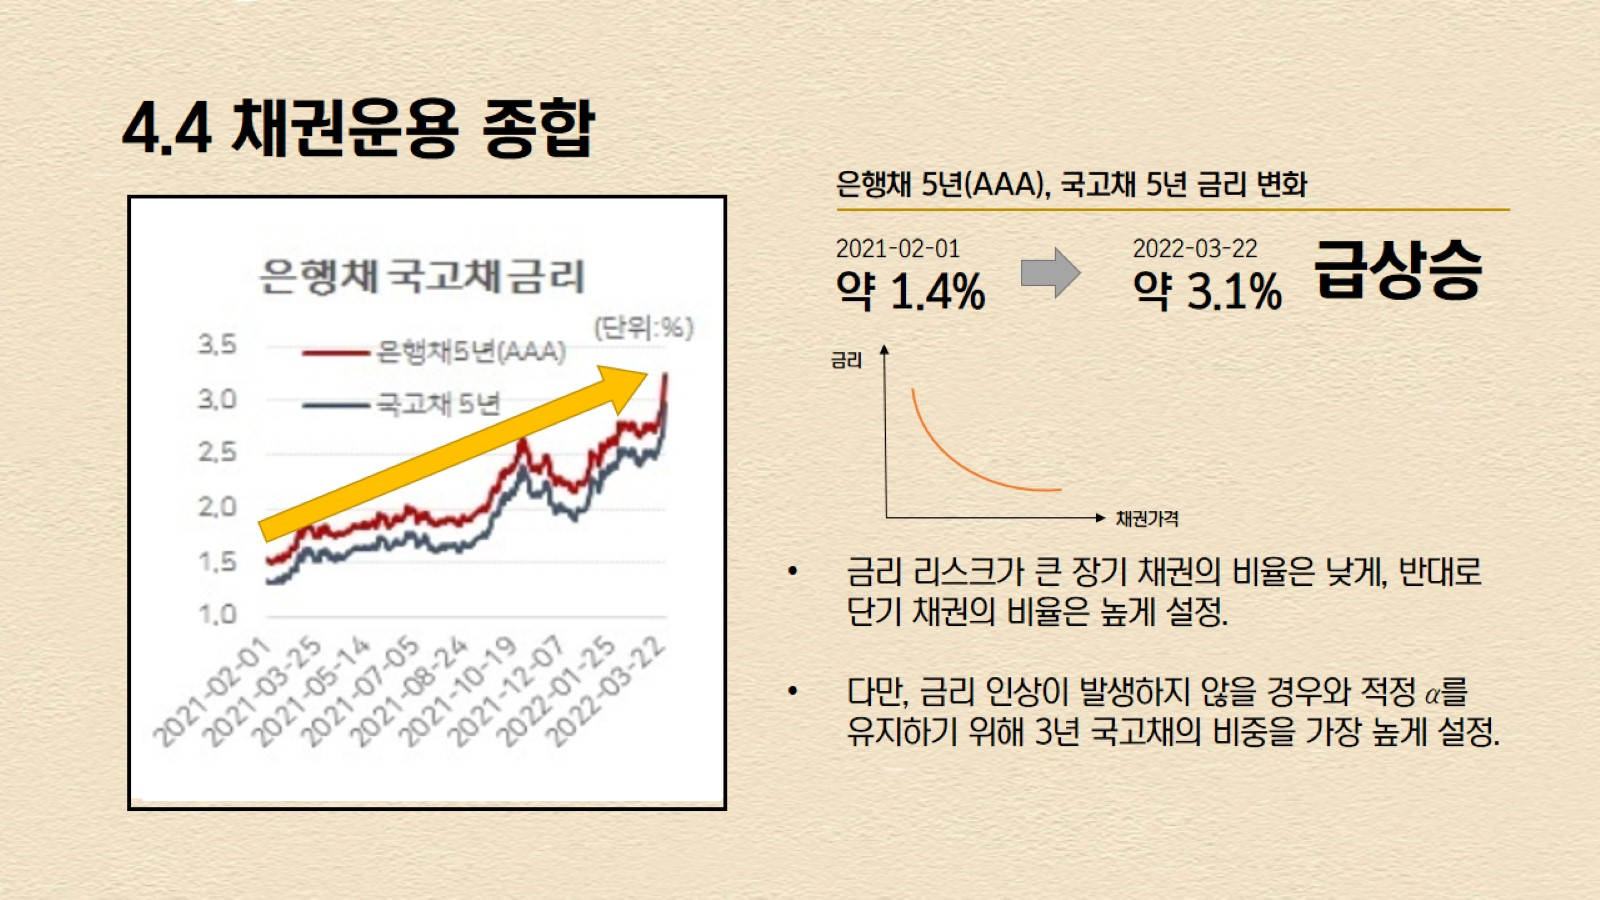 4.4 채권운용 종합
은행채 국고채 금리
(단위:%)
3.5
3.0
2.5
2.0
1.5
1.0
은행채5년(AAA)
국고채 5년
2021-02-01
2021-03-25
2021-05-14
2021-07-05
2021-08-24
2021-10-19
2021-12-07
2022-01-25
2022-03-22
은행채 5년(AAA), 국고채 5년 금리 변화
2021-02-01
약 1.4%
2022-03-22
약 3.1%
급상승
금리
채권가격
• 금리 리스크가 큰 장기 채권의 비율은 낮게, 반대로
단기 채권의 비율은 높게 설정.
• 다만, 금리 인상이 발생하지 않을 경우와 적정 α를
유지하기 위해 3년 국고채의 비중을 가장 높게 설정.